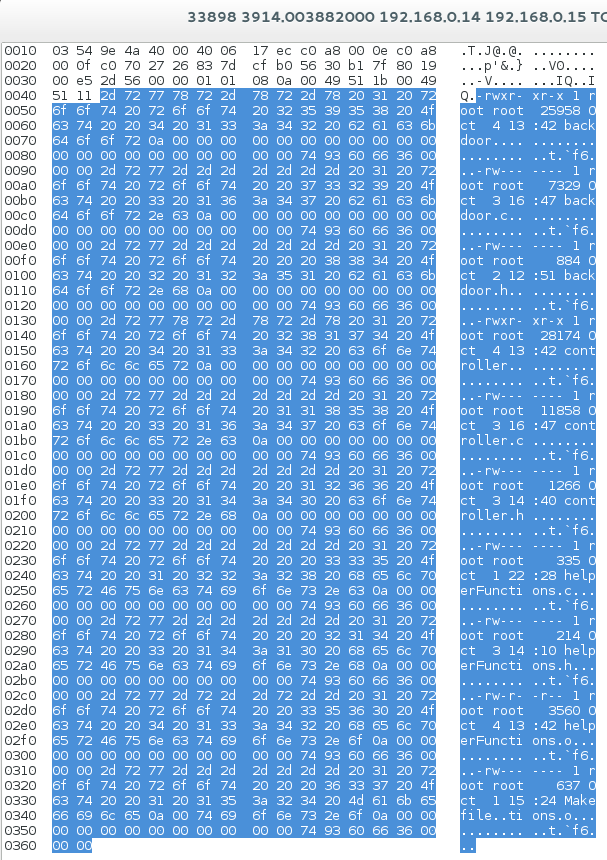 33898 3914.003882000 192.168.0.14 192.168.0.15 TC
0010 03 54 9e 4a 40 00 40 06 17 ec c0 a8 00 0e c0 a8 .T.J@.@. ........
0020 00 0f c0 70 27 26 83 7d cf b0 56 30 b1 7f 80 19 ...p'&.} ..V0....
0030 00 e5 2d 56 00 00 01 01 08 0a 00 49 51 1b 00 49 ..-V.... ...IQ..I
0040 51 11 2d 72 77 78 72 2d 78 72 2d 78 20 31 20 72 Q.-rwxr- xr-x 1 r
0050 6f 6f 74 20 72 6f 6f 74 20 32 35 39 35 38 20 4f oot root 25958 O
0060 63 74 20 20 34 20 31 33 3a 34 32 20 62 61 63 6b ct  4 13 :42 back
0070 64 6f 6f 72 0a 00 00 00 00 00 00 00 00 00 00 00 door.... ........
0080 00 00 00 00 00 00 00 00 00 00 74 93 60 66 36 00 ........ ..t.`f6.
0090 00 00 2d 72 77 2d 2d 2d 2d 2d 2d 2d 20 31 20 72 ..-rw--- ---- 1 r
00a0 6f 6f 74 20 72 6f 6f 74 20 20 37 33 32 39 20 4f oot root  7329 O
00b0 63 74 20 20 33 20 31 36 3a 34 37 20 62 61 63 6b ct  3 16 :47 back
00c0 64 6f 6f 72 2e 63 0a 00 00 00 00 00 00 00 00 00 door.c.. ........
00d0 00 00 00 00 00 00 00 00 00 00 74 93 60 66 36 00 ........ ..t.`f6.
00e0 00 00 2d 72 77 2d 2d 2d 2d 2d 2d 2d 20 31 20 72 ..-rw--- ---- 1 r
00f0 6f 6f 74 20 72 6f 6f 74 20 20 20 38 38 34 20 4f oot root   884 O
0100 63 74 20 20 32 20 31 32 3a 35 31 20 62 61 63 6b ct  2 12 :51 back
0110 64 6f 6f 72 2e 68 0a 00 00 00 00 00 00 00 00 00 door.h.. ........
0120 00 00 00 00 00 00 00 00 00 00 74 93 60 66 36 00 ........ ..t.`f6.
0130 00 00 2d 72 77 78 72 2d 78 72 2d 78 20 31 20 72 ..-rwxr- xr-x 1 r
0140 6f 6f 74 20 72 6f 6f 74 20 32 38 31 37 34 20 4f oot root 28174 O
0150 63 74 20 20 34 20 31 33 3a 34 32 20 63 6f 6e 74 ct  4 13 :42 cont
0160 72 6f 6c 6c 65 72 0a 00 00 00 00 00 00 00 00 00 roller.. ........
0170 00 00 00 00 00 00 00 00 00 00 74 93 60 66 36 00 ........ ..t.`f6.
0180 00 00 2d 72 77 2d 2d 2d 2d 2d 2d 2d 20 31 20 72 ..-rw--- ---- 1 r
0190 6f 6f 74 20 72 6f 6f 74 20 31 31 38 35 38 20 4f oot root 11858 O
01a0 63 74 20 20 33 20 31 36 3a 34 37 20 63 6f 6e 74 ct  3 16 :47 cont
01b0 72 6f 6c 6c 65 72 2e 63 0a 00 00 00 00 00 00 00 roller.c ........
01c0 00 00 00 00 00 00 00 00 00 00 74 93 60 66 36 00 ........ ..t.`f6.
01d0 00 00 2d 72 77 2d 2d 2d 2d 2d 2d 2d 20 31 20 72 ..-rw--- ---- 1 r
01e0 6f 6f 74 20 72 6f 6f 74 20 20 31 32 36 36 20 4f oot root  1266 O
01f0 63 74 20 20 33 20 31 34 3a 34 30 20 63 6f 6e 74 ct  3 14 :40 cont
0200 72 6f 6c 6c 65 72 2e 68 0a 00 00 00 00 00 00 00 roller.h ........
0210 00 00 00 00 00 00 00 00 00 00 74 93 60 66 36 00 ........ ..t.`f6.
0220 00 00 2d 72 77 2d 2d 2d 2d 2d 2d 2d 20 31 20 72 ..-rw--- ---- 1 r
0230 6f 6f 74 20 72 6f 6f 74 20 20 20 33 33 35 20 4f oot root   335 O
0240 63 74 20 20 31 20 32 32 3a 32 38 20 68 65 6c 70 ct  1 22 :28 help
0250 65 72 46 75 6e 63 74 69 6f 6e 73 2e 63 0a 00 00 erFuncti ons.c...
0260 00 00 00 00 00 00 00 00 00 00 74 93 60 66 36 00 ........ ..t.`f6.
0270 00 00 2d 72 77 2d 2d 2d 2d 2d 2d 2d 20 31 20 72 ..-rw--- ---- 1 r
0280 6f 6f 74 20 72 6f 6f 74 20 20 20 32 31 34 20 4f oot root   214 O
0290 63 74 20 20 33 20 31 34 3a 31 30 20 68 65 6c 70 ct  3 14 :10 help
02a0 65 72 46 75 6e 63 74 69 6f 6e 73 2e 68 0a 00 00 erFuncti ons.h...
02b0 00 00 00 00 00 00 00 00 00 00 74 93 60 66 36 00 ........ ..t.`f6.
02c0 00 00 2d 72 77 2d 72 2d 2d 72 2d 2d 20 31 20 72 ..-rw-r- -r-- 1 r
02d0 6f 6f 74 20 72 6f 6f 74 20 20 33 35 36 30 20 4f oot root  3560 O
02e0 63 74 20 20 34 20 31 33 3a 34 32 20 68 65 6c 70 ct  4 13 :42 help
02f0 65 72 46 75 6e 63 74 69 6f 6e 73 2e 6f 0a 00 00 erFuncti ons.o...
0300 00 00 00 00 00 00 00 00 00 00 74 93 60 66 36 00 ........ ..t.`f6.
0310 00 00 2d 72 77 2d 2d 2d 2d 2d 2d 2d 20 31 20 72 ..-rw--- ---- 1 r
0320 6f 6f 74 20 72 6f 6f 74 20 20 20 36 33 37 20 4f oot root   637 O
0330 63 74 20 20 31 20 31 35 3a 32 34 20 4d 61 6b 65 ct  1 15 :24 Make
0340 66 69 6c 65 0a 00 74 69 6f 6e 73 2e 6f 0a 00 00 file..ti ons.o...
0350 00 00 00 00 00 00 00 00 00 00 74 93 60 66 36 00 ........ ..t.`f6.
0360 00 00 ..